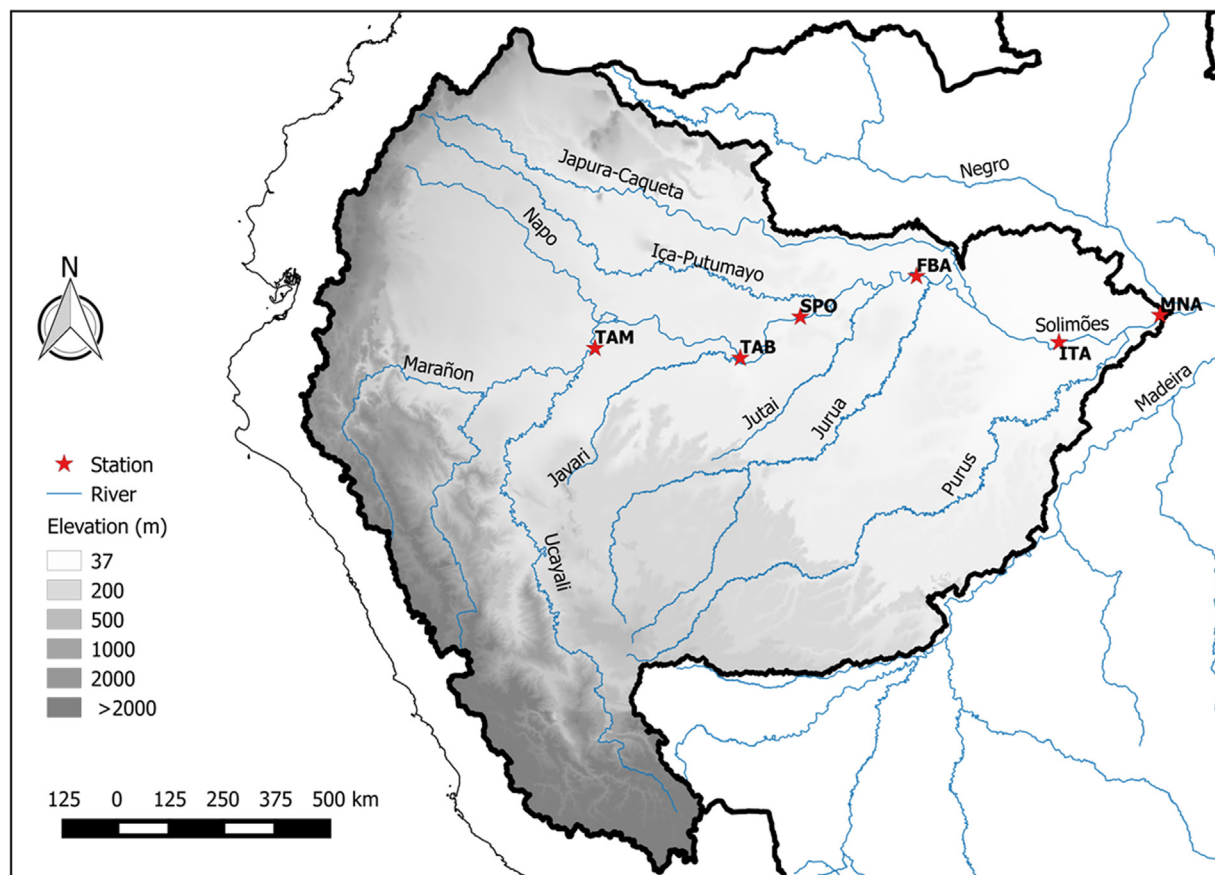 Negro
Japura-Caqueta
Napo
Iça-Putumayo
FBA
N
SPO
MNA
Solimões
TAM
TAB
ITA
Marañon
Madeira
Jutai
Jurua
Javari
Purus
Ucayali
Station
River
Elevation (m)
37
200
500
1000
2000
>2000
125 0 125 250 375 500 km